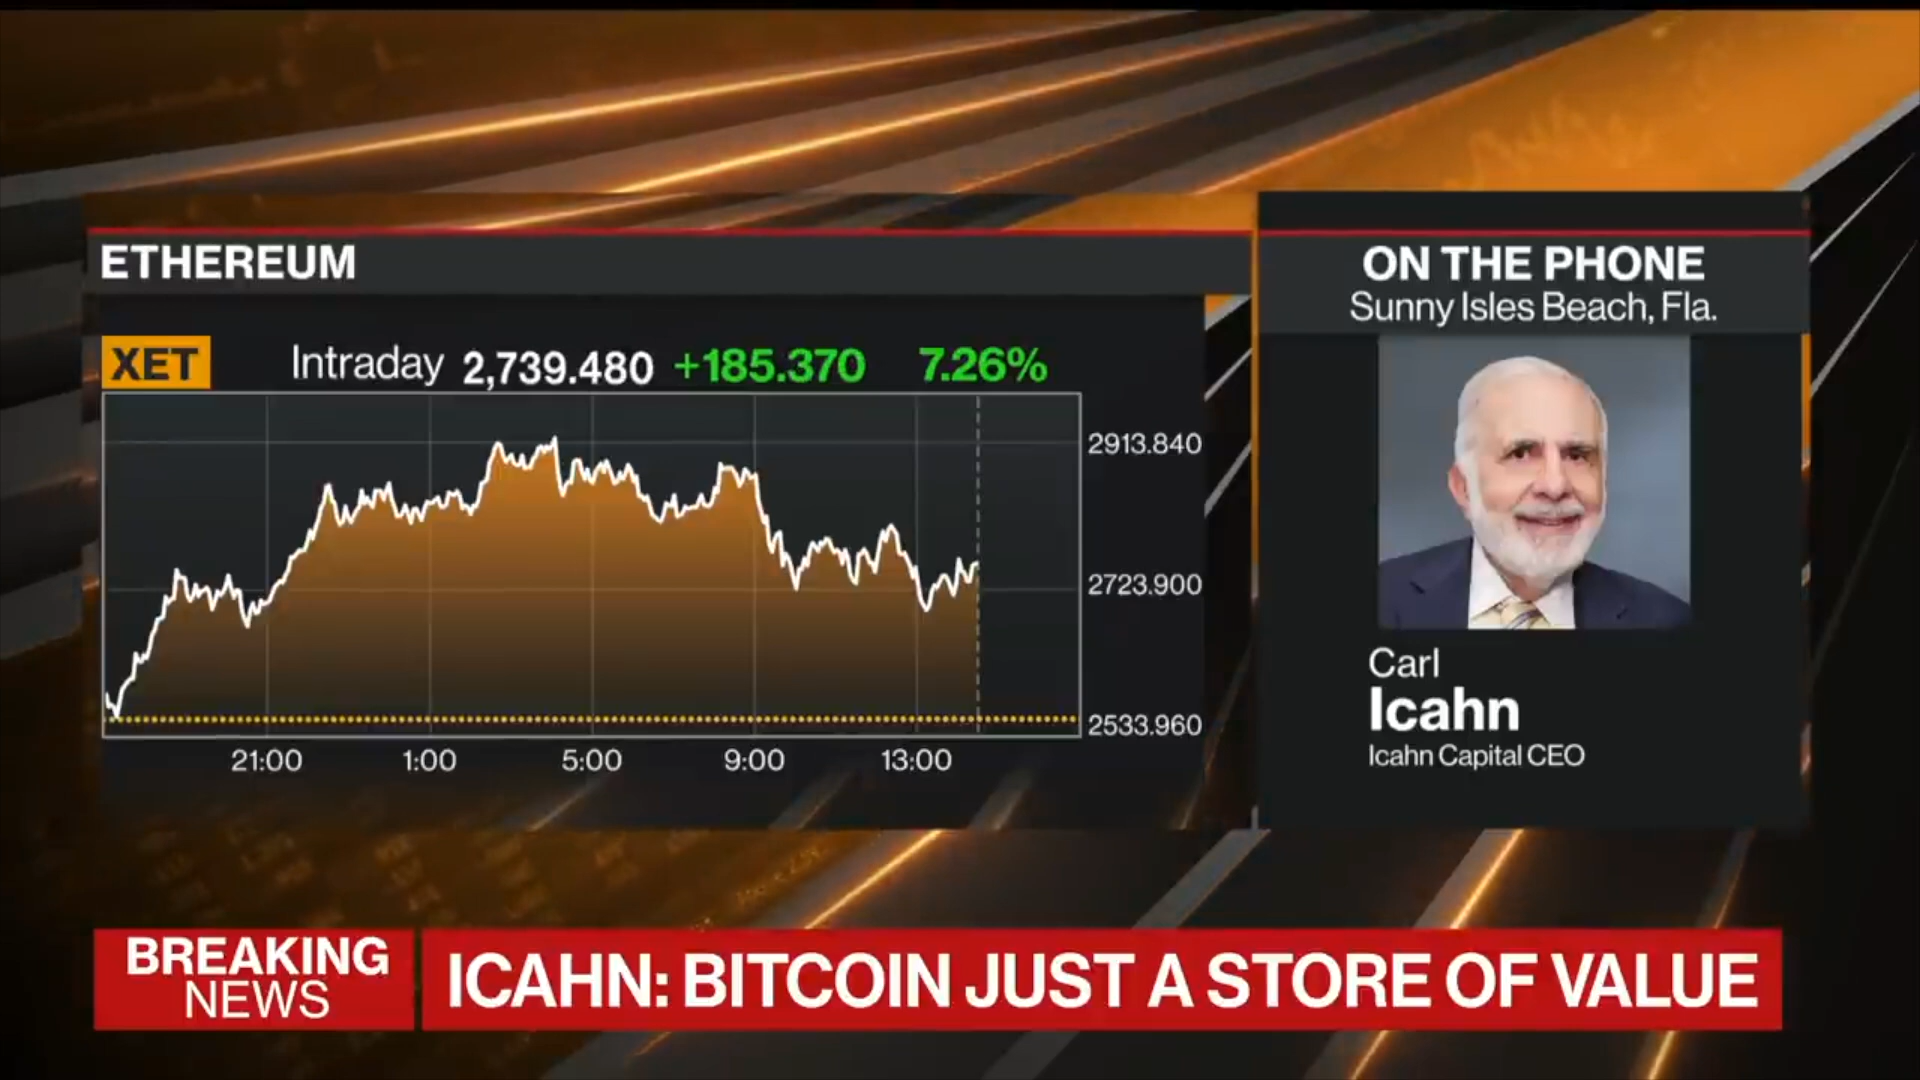 ETHEREUM
XET Intraday 2,739.480 +185.370 7.26%
2913.840
2723.900
2533.960
21:00 1:00 5:00 9:00 13:00
ON THE PHONE
Sunny Isles Beach, Fla.
Carl
Icahn
Icahn Capital CEO
BREAKING
NEWS
ICAHN: BITCOIN JUST A STORE OF VALUE